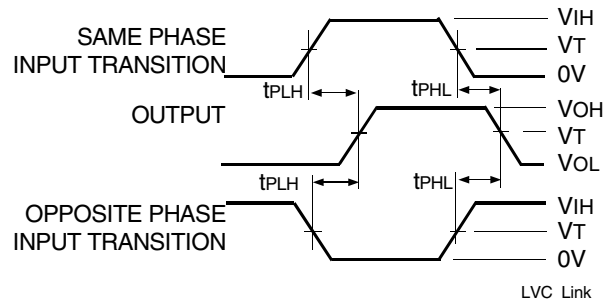 SAME PHASE
INPUT TRANSITION
VIH
VT
0V
tPLH
tPHL
OUTPUT
VOH
VT
VOL
tPLH
tPHL
OPPOSITE PHASE
INPUT TRANSITION
VIH
VT
0V
LVC Link